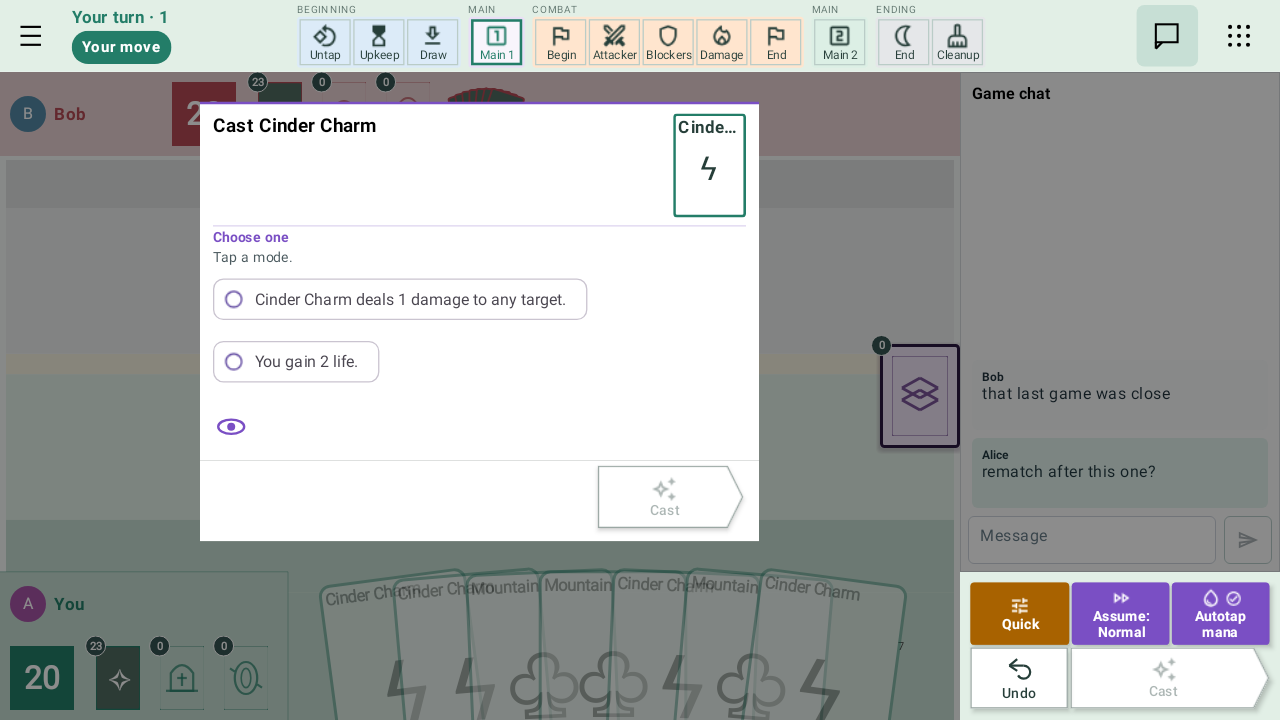 Your turn · 1
Your move
BEGINNING
Untap
Upkeep
Draw
MAIN
Main 1
COMBAT
Begin
Attacker
Blockers
Damage
End
MAIN
Main 2
ENDING
End
Cleanup
B
Bob
23
0
0
Game chat
Cast Cinder Charm
Cinde...
Choose one
Tap a mode.
Cinder Charm deals 1 damage to any target.
You gain 2 life.
Cast
0
Bob
that last game was close
Alice
rematch after this one?
Message
A
You
20
23
0
0
Cinder Charm
Cinder Charm
Mountain
Mountain
Cinder Charm
Mountain
Cinder Charm
7
Quick
Assume:
Normal
Autotap
mana
Undo
Cast